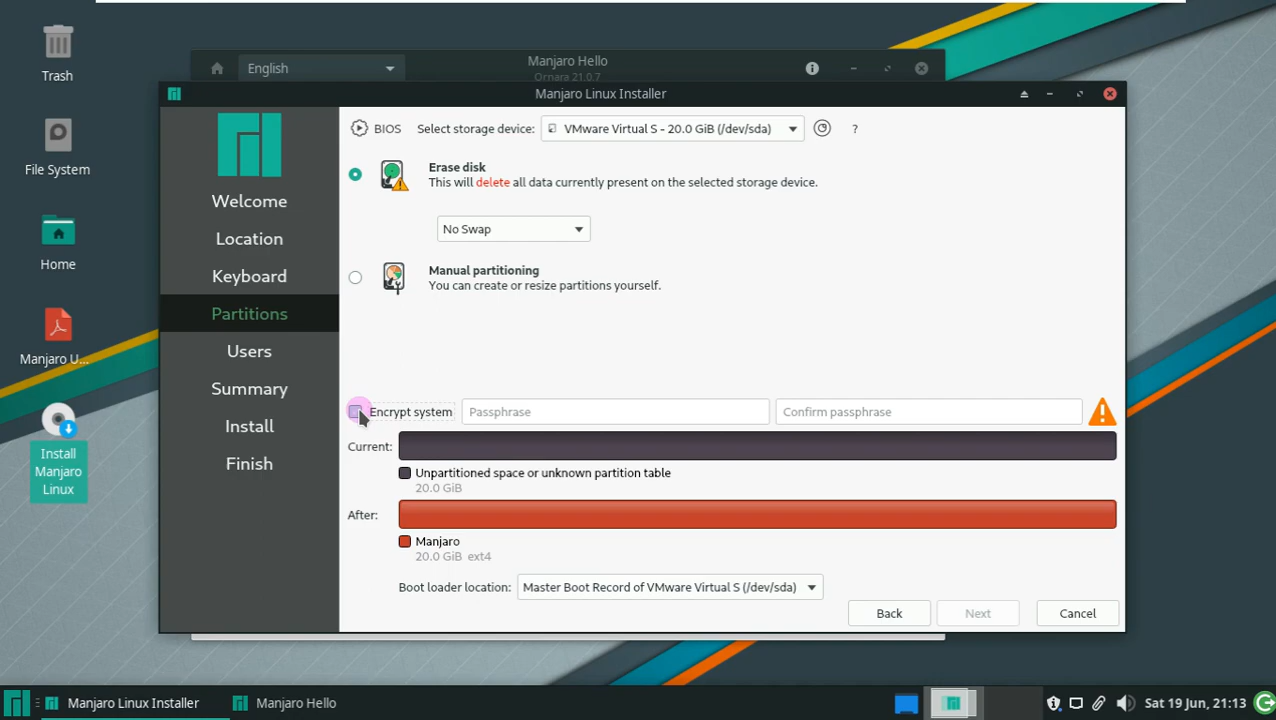 Trash
File System
Home
Manjaro U...
Install
Manjaro
Linux
English
Manjaro Hello
Ornara 21.0.7
Manjaro Linux Installer
Welcome
Location
Keyboard
Partitions
Users
Summary
Install
Finish
BIOS Select storage device: VMware Virtual S - 20.0 GiB (/dev/sda) ?
Erase disk
This will delete all data currently present on the selected storage device.
No Swap
Manual partitioning
You can create or resize partitions yourself.
Encrypt system Passphrase Confirm passphrase
Current:
Unpartitioned space or unknown partition table
20.0 GiB
After:
Manjaro
20.0 GiB ext4
Boot loader location: Master Boot Record of VMware Virtual S (/dev/sda)
Back Next Cancel
Manjaro Linux Installer Manjaro Hello Sat 19 Jun, 21:13